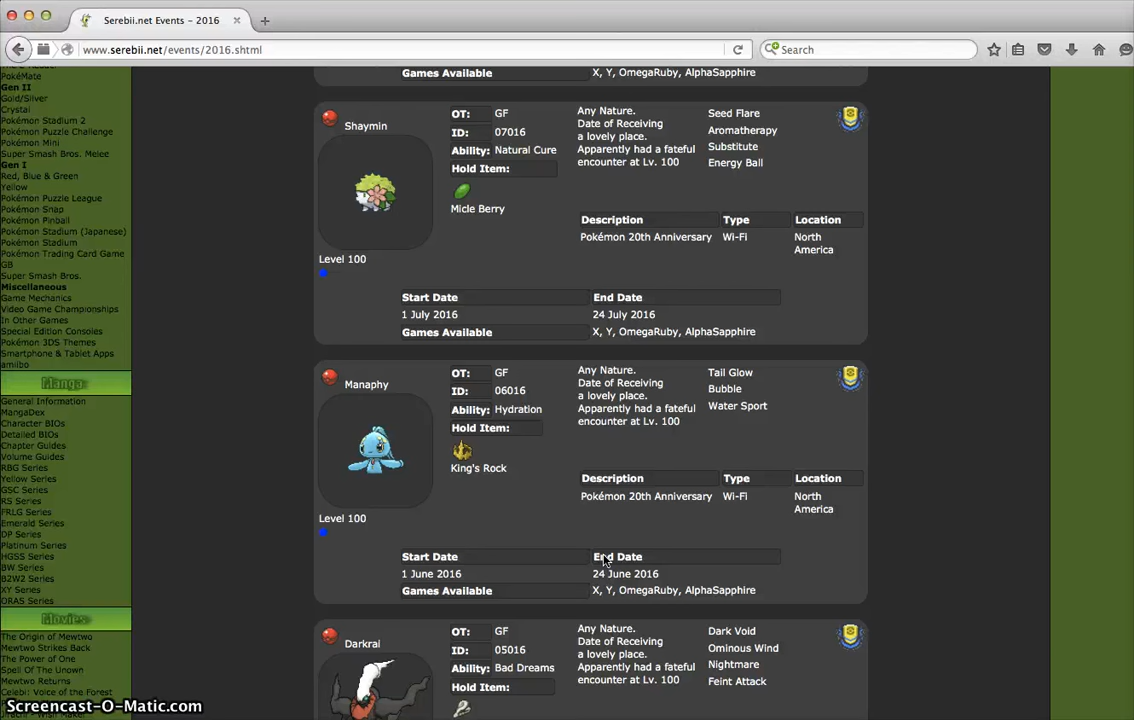 Serebii.net Events - 2016
www.serebii.net/events/2016.shtml
Search
PokéMate
Gen II
Gold/Silver
Crystal
Pokémon Stadium 2
Pokémon Puzzle Challenge
Pokémon Mini
Super Smash Bros. Melee
Gen I
Red, Blue & Green
Yellow
Pokémon Puzzle League
Pokémon Snap
Pokémon Pinball
Pokémon Stadium (Japanese)
Pokémon Stadium
Pokémon Trading Card Game
GB
Super Smash Bros.
Miscellaneous
Game Mechanics
Video Game Championships
In Other Games
Special Edition Consoles
Pokémon 3DS Themes
Smartphone & Tablet Apps
amiibo
Manga
General Information
MangaDex
Character BIOs
Detailed BIOs
Chapter Guides
Volume Guides
RBG Series
Yellow Series
GSC Series
RS Series
FRLG Series
Emerald Series
DP Series
Platinum Series
HGSS Series
BW Series
B2W2 Series
XY Series
ORAS Series
Movies
The Origin of Mewtwo
Mewtwo Strikes Back
The Power of One
Spell Of The Unown
Mewtwo Returns
Celebi: Voice of the Forest
Games Available X, Y, OmegaRuby, AlphaSapphire
Shaymin
Level 100
OT: GF
ID: 07016
Ability: Natural Cure
Hold Item:
Micle Berry
Any Nature.
Date of Receiving
a lovely place.
Apparently had a fateful
encounter at Lv. 100
Seed Flare
Aromatherapy
Substitute
Energy Ball
Description Type Location
Pokémon 20th Anniversary Wi-Fi North
America
Start Date End Date
1 July 2016 24 July 2016
Games Available X, Y, OmegaRuby, AlphaSapphire
Manaphy
Level 100
OT: GF
ID: 06016
Ability: Hydration
Hold Item:
King's Rock
Any Nature.
Date of Receiving
a lovely place.
Apparently had a fateful
encounter at Lv. 100
Tail Glow
Bubble
Water Sport
Description Type Location
Pokémon 20th Anniversary Wi-Fi North
America
Start Date End Date
1 June 2016 24 June 2016
Games Available X, Y, OmegaRuby, AlphaSapphire
Darkrai
OT: GF
ID: 05016
Ability: Bad Dreams
Hold Item:
Any Nature.
Date of Receiving
a lovely place.
Apparently had a fateful
encounter at Lv. 100
Dark Void
Ominous Wind
Nightmare
Feint Attack
Screencast-O-Matic.com